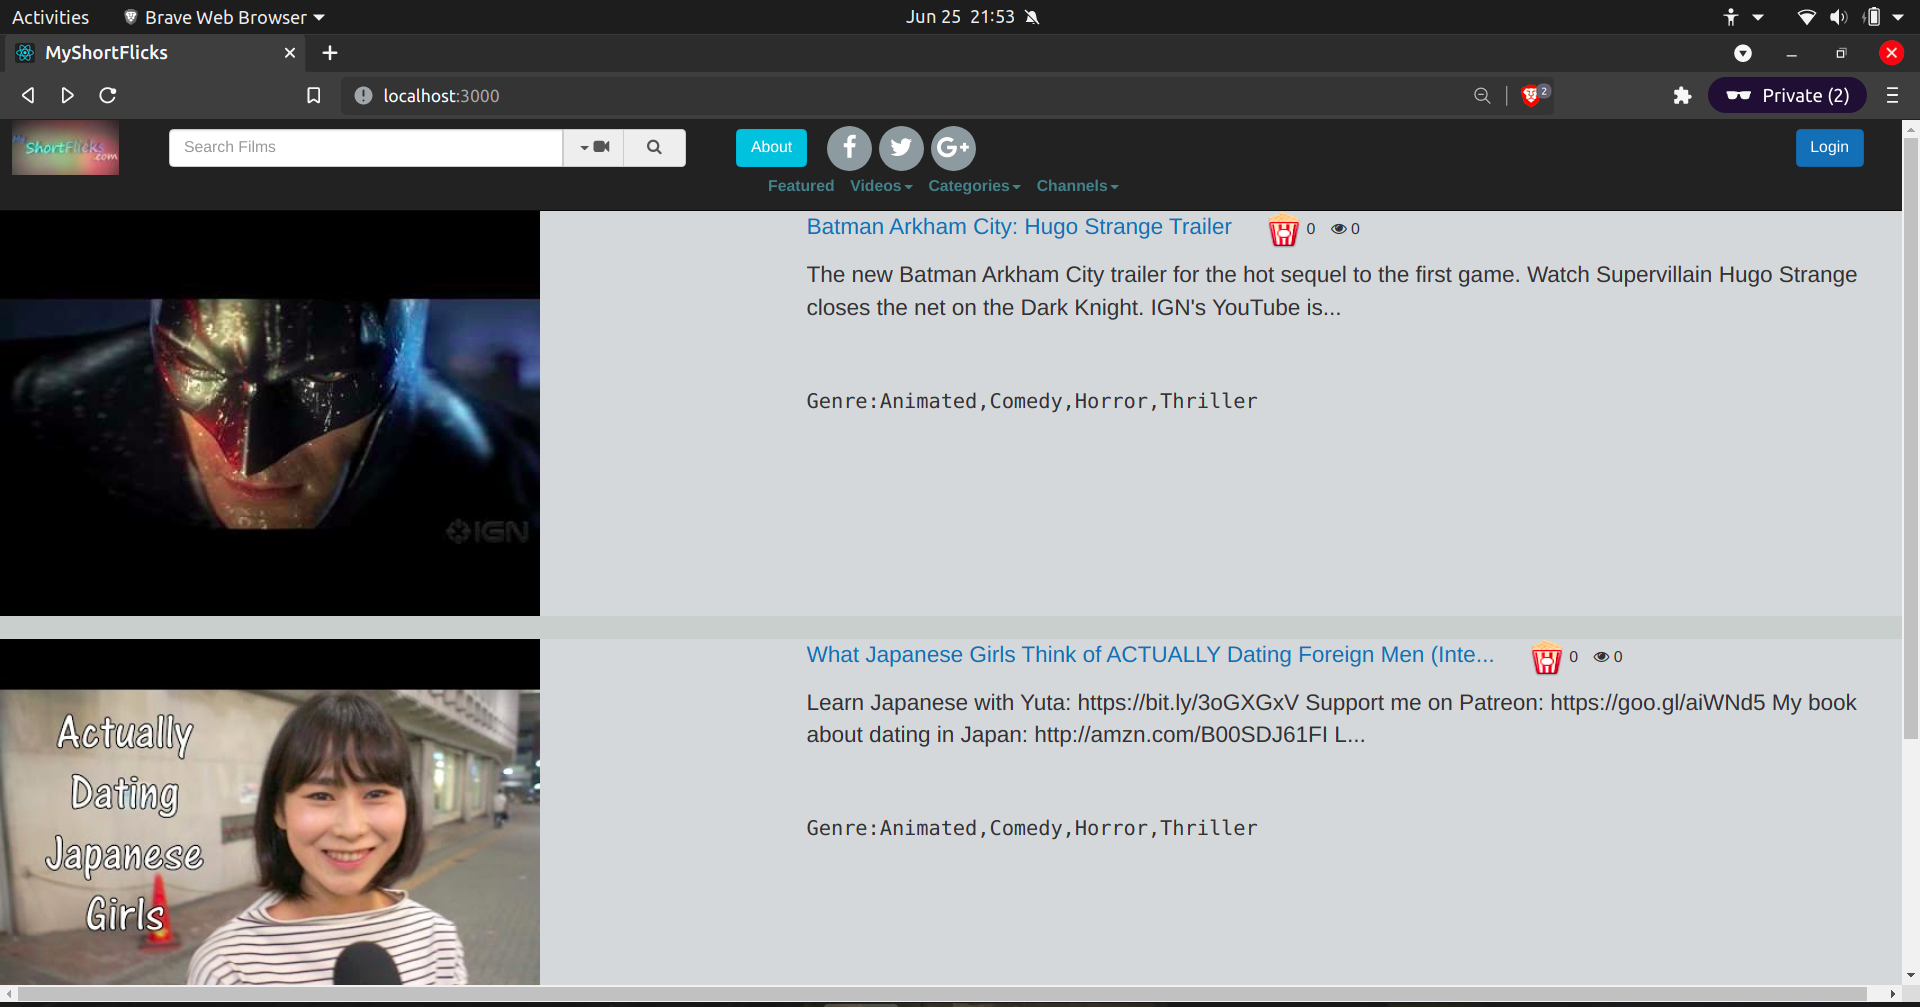 Activities
Brave Web Browser
Jun 25 21:53
MyShortFlicks
localhost:3000
2
Private (2)
My
ShortFlicks
.com
Search Films
About
G+
Login
Featured Videos Categories Channels
Batman Arkham City: Hugo Strange Trailer 0 0
The new Batman Arkham City trailer for the hot sequel to the first game. Watch Supervillain Hugo Strange
closes the net on the Dark Knight. IGN's YouTube is...
Genre:Animated,Comedy,Horror,Thriller
IGN
What Japanese Girls Think of ACTUALLY Dating Foreign Men (Inte... 0 0
Learn Japanese with Yuta: https://bit.ly/3oGXGxV Support me on Patreon: https://goo.gl/aiWNd5 My book
about dating in Japan: http://amzn.com/B00SDJ61FI L...
Genre:Animated,Comedy,Horror,Thriller
Actually
Dating
Japanese
Girls